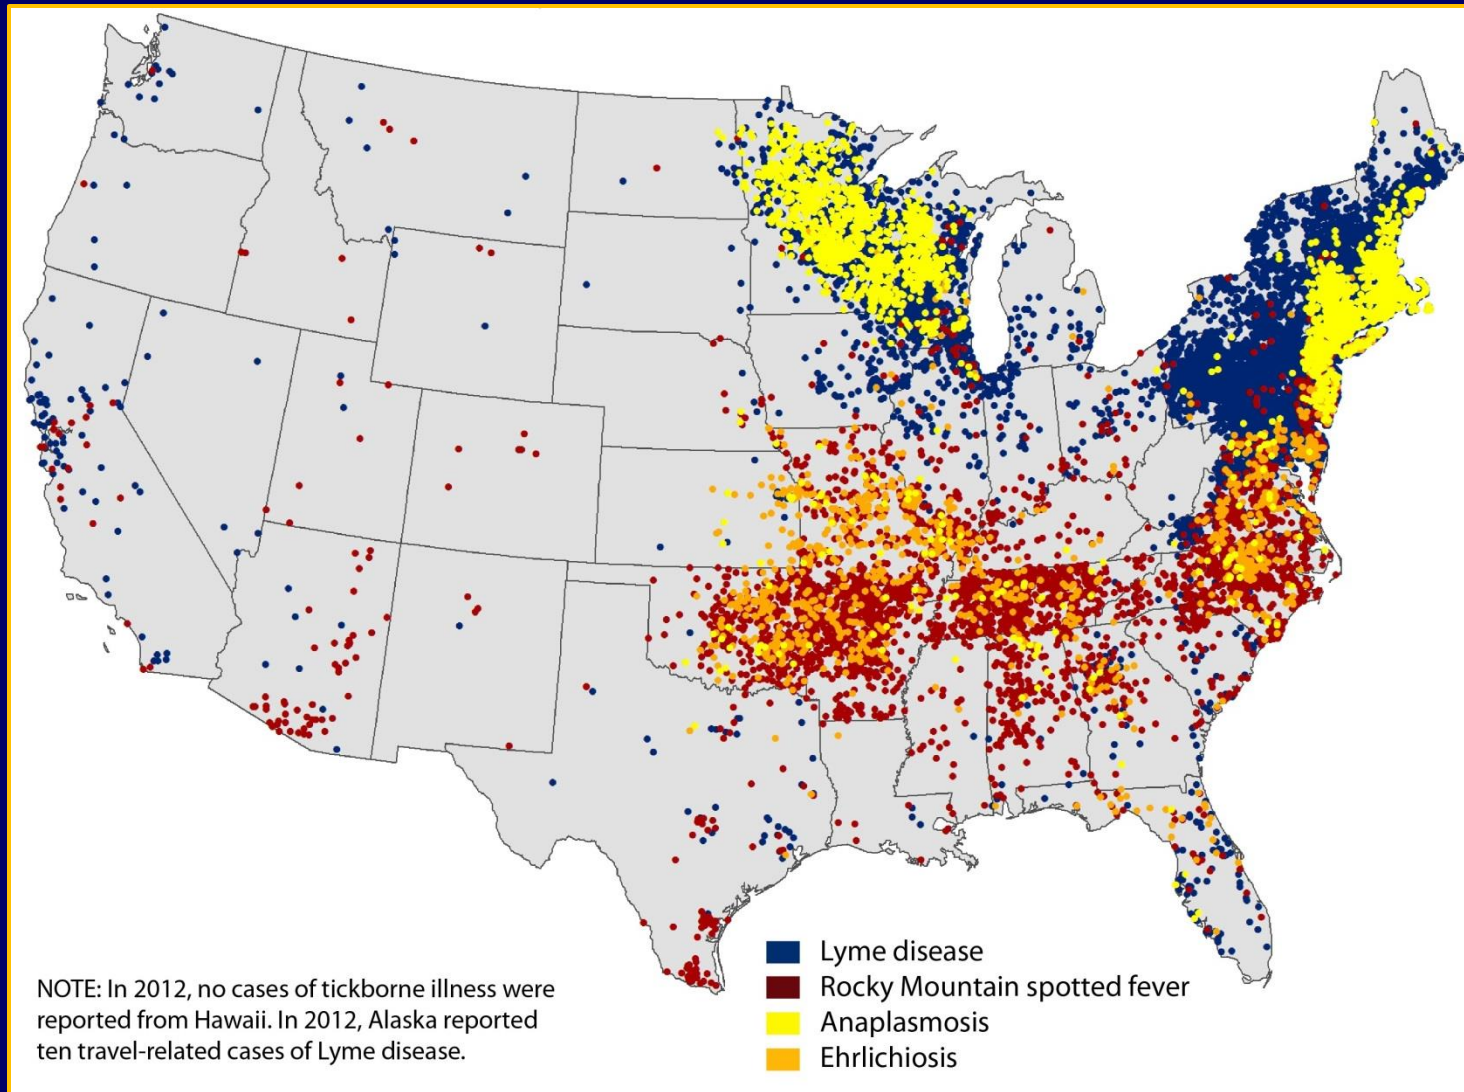 Lyme disease
Rocky Mountain spotted fever
Anaplasmosis
Ehrlichiosis
NOTE: In 2012, no cases of tickborne illness were
reported from Hawaii. In 2012, Alaska reported
ten travel-related cases of Lyme disease.